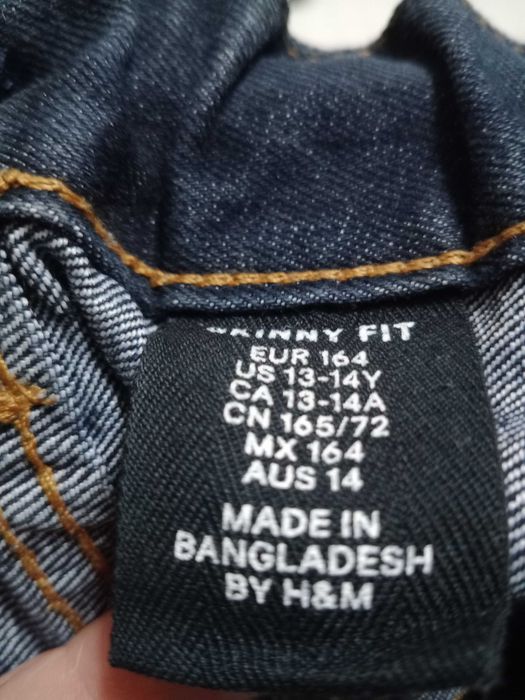 SKINNY FIT
EUR 164
US 13-14Y
CA 13-14A
CN 165/72
MX 164
AUS 14
MADE IN
BANGLADESH
BY H&M